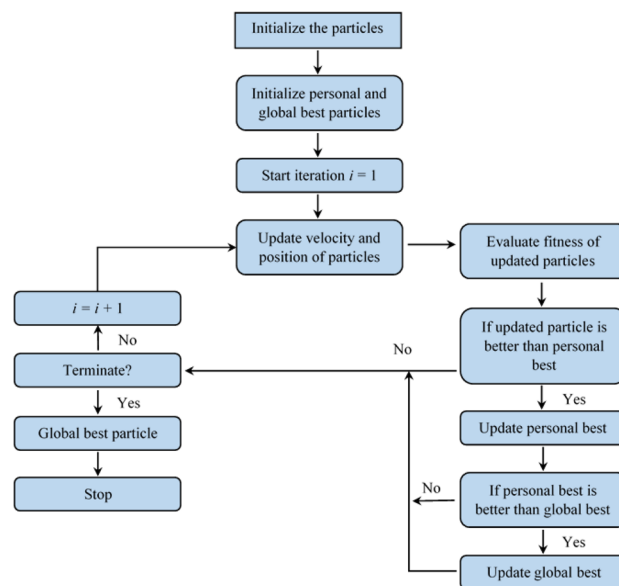 Initialize the particles
Initialize personal and
global best particles
Start iteration i = 1
Update velocity and
position of particles
Evaluate fitness of
updated particles
i = i + 1
No
Terminate?
Yes
Global best particle
Stop
If updated particle is
better than personal
best
No
Yes
Update personal best
If personal best is
better than global best
No
Yes
Update global best